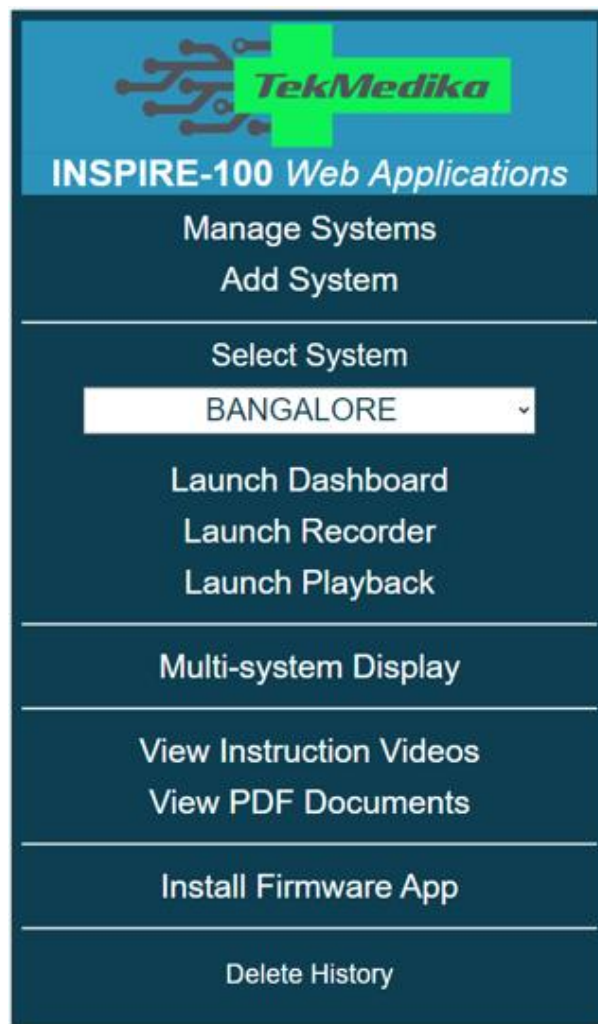 TekMedika
INSPIRE-100 Web Applications
Manage Systems
Add System
Select System
BANGALORE
Launch Dashboard
Launch Recorder
Launch Playback
Multi-system Display
View Instruction Videos
View PDF Documents
Install Firmware App
Delete History